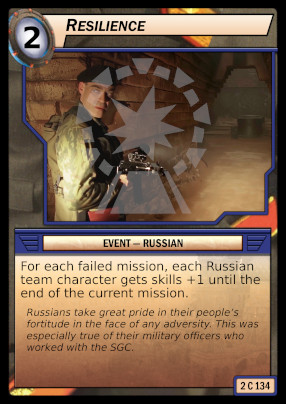 2
RESILIENCE
EVENT – RUSSIAN
For each failed mission, each Russian
team character gets skills +1 until the
end of the current mission.
Russians take great pride in their people's
fortitude in the face of any adversity. This was
especially true of their military officers who
worked with the SGC.
2 C 134